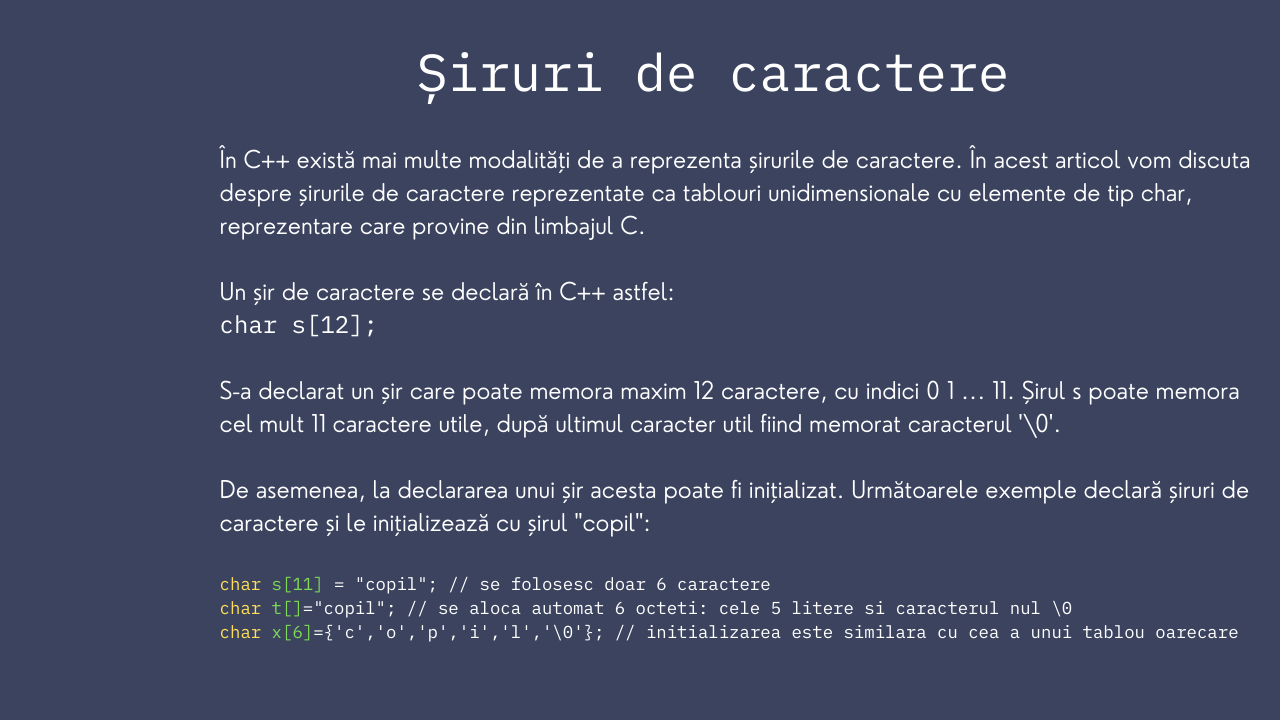 Șiruri de caractere
În C++ există mai multe modalități de a reprezenta șirurile de caractere. În acest articol vom discuta
despre șirurile de caractere reprezentate ca tablouri unidimensionale cu elemente de tip char,
reprezentare care provine din limbajul C.
Un șir de caractere se declară în C++ astfel:
char s[12];
S-a declarat un șir care poate memora maxim 12 caractere, cu indici 0 1 ... 11. Șirul s poate memora
cel mult 11 caractere utile, după ultimul caracter util fiind memorat caracterul '\0'.
De asemenea, la declararea unui șir acesta poate fi inițializat. Următoarele exemple declară șiruri de
caractere și le inițializează cu șirul "copil":
char s[11] = "copil"; // se folosesc doar 6 caractere
char t[]="copil"; // se aloca automat 6 octeti: cele 5 litere si caracterul nul \0
char x[6]={'c','o','p','i','l','\0'}; // initializarea este similara cu cea a unui tablou oarecare